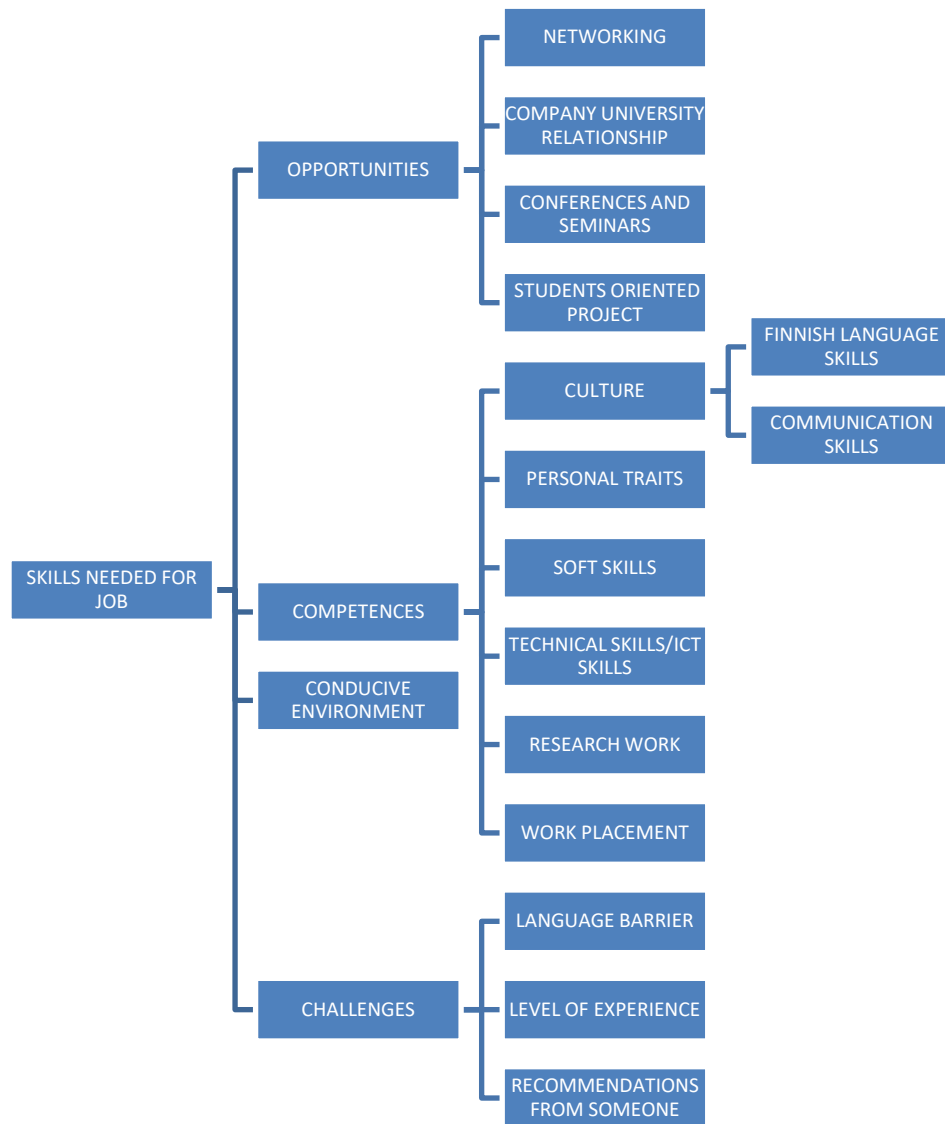 NETWORKING
COMPANY UNIVERSITY
RELATIONSHIP
OPPORTUNITIES
CONFERENCES AND
SEMINARS
STUDENTS ORIENTED
PROJECT
FINNISH LANGUAGE
SKILLS
CULTURE
COMMUNICATION
SKILLS
PERSONAL TRAITS
SOFT SKILLS
SKILLS NEEDED FOR
JOB
COMPETENCES
TECHNICAL SKILLS/ICT
SKILLS
CONDUCIVE
ENVIRONMENT
RESEARCH WORK
WORK PLACEMENT
LANGUAGE BARRIER
CHALLENGES
LEVEL OF EXPERIENCE
RECOMMENDATIONS
FROM SOMEONE